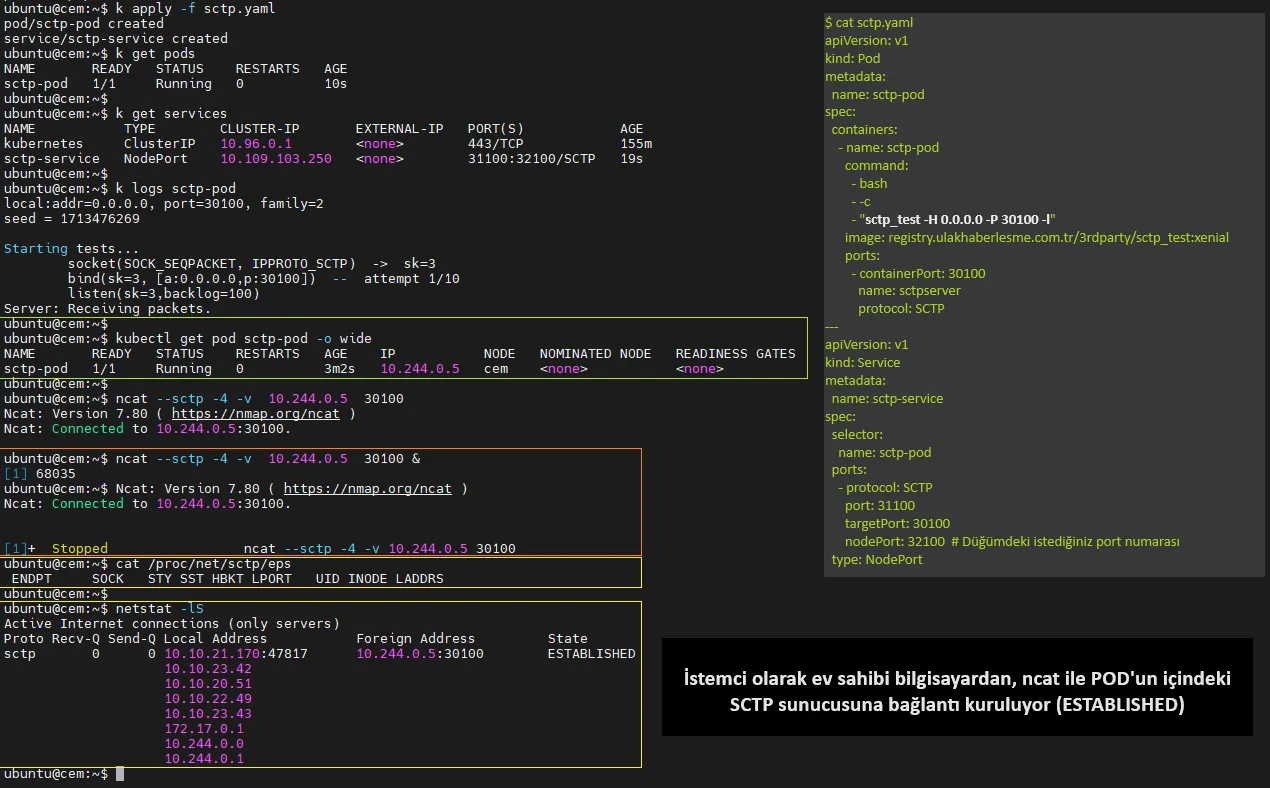 ubuntu@cem:~$ k apply -f sctp.yaml
pod/sctp-pod created
service/sctp-service created
ubuntu@cem:~$ k get pods
NAME       READY   STATUS    RESTARTS   AGE
sctp-pod   1/1     Running   0          10s
ubuntu@cem:~$
ubuntu@cem:~$ k get services
NAME           TYPE        CLUSTER-IP       EXTERNAL-IP   PORT(S)           AGE
kubernetes     ClusterIP   10.96.0.1        <none>        443/TCP           155m
sctp-service   NodePort    10.109.103.250   <none>        31100:32100/SCTP   19s
ubuntu@cem:~$
ubuntu@cem:~$ k logs sctp-pod
local:addr=0.0.0.0, port=30100, family=2
seed = 1713476269
Starting tests...
        socket(SOCK_SEQPACKET, IPPROTO_SCTP)  ->  sk=3
        bind(sk=3, [a:0.0.0.0,p:30100])  --  attempt 1/10
        listen(sk=3,backlog=100)
Server: Receiving packets.
ubuntu@cem:~$
ubuntu@cem:~$ kubectl get pod sctp-pod -o wide
NAME       READY   STATUS    RESTARTS   AGE    IP           NODE   NOMINATED NODE   READINESS GATES
sctp-pod   1/1     Running   0          3m2s   10.244.0.5   cem    <none>           <none>
ubuntu@cem:~$
ubuntu@cem:~$ ncat --sctp -4 -v  10.244.0.5  30100
Ncat: Version 7.80 ( https://nmap.org/ncat )
Ncat: Connected to 10.244.0.5:30100.
ubuntu@cem:~$ ncat --sctp -4 -v  10.244.0.5  30100 &
[1] 68035
ubuntu@cem:~$ Ncat: Version 7.80 ( https://nmap.org/ncat )
Ncat: Connected to 10.244.0.5:30100.
[1]+  Stopped                 ncat --sctp -4 -v 10.244.0.5 30100
ubuntu@cem:~$ cat /proc/net/sctp/eps
 ENDPT     SOCK   STY SST HBKT LPORT   UID INODE LADDRS
ubuntu@cem:~$
ubuntu@cem:~$ netstat -lS
Active Internet connections (only servers)
Proto Recv-Q Send-Q Local Address           Foreign Address         State
sctp       0      0 10.10.21.170:47817      10.244.0.5:30100        ESTABLISHED
                    10.10.23.42
                    10.10.20.51
                    10.10.22.49
                    10.10.23.43
                    172.17.0.1
                    10.244.0.0
                    10.244.0.1
ubuntu@cem:~$
$ cat sctp.yaml
apiVersion: v1
kind: Pod
metadata:
  name: sctp-pod
spec:
  containers:
    - name: sctp-pod
      command:
        - bash
        - -c
        - "sctp_test -H 0.0.0.0 -P 30100 -l"
      image: registry.ulakhaberlesme.com.tr/3rdparty/sctp_test:xenial
      ports:
        - containerPort: 30100
          name: sctpserver
          protocol: SCTP
---
apiVersion: v1
kind: Service
metadata:
  name: sctp-service
spec:
  selector:
    name: sctp-pod
  ports:
    - protocol: SCTP
      port: 31100
      targetPort: 30100
      nodePort: 32100  # Düğümdeki istediğiniz port numarası
  type: NodePort
İstemci olarak ev sahibi bilgisayardan, ncat ile POD'un içindeki
SCTP sunucusuna bağlantı kuruluyor (ESTABLISHED)